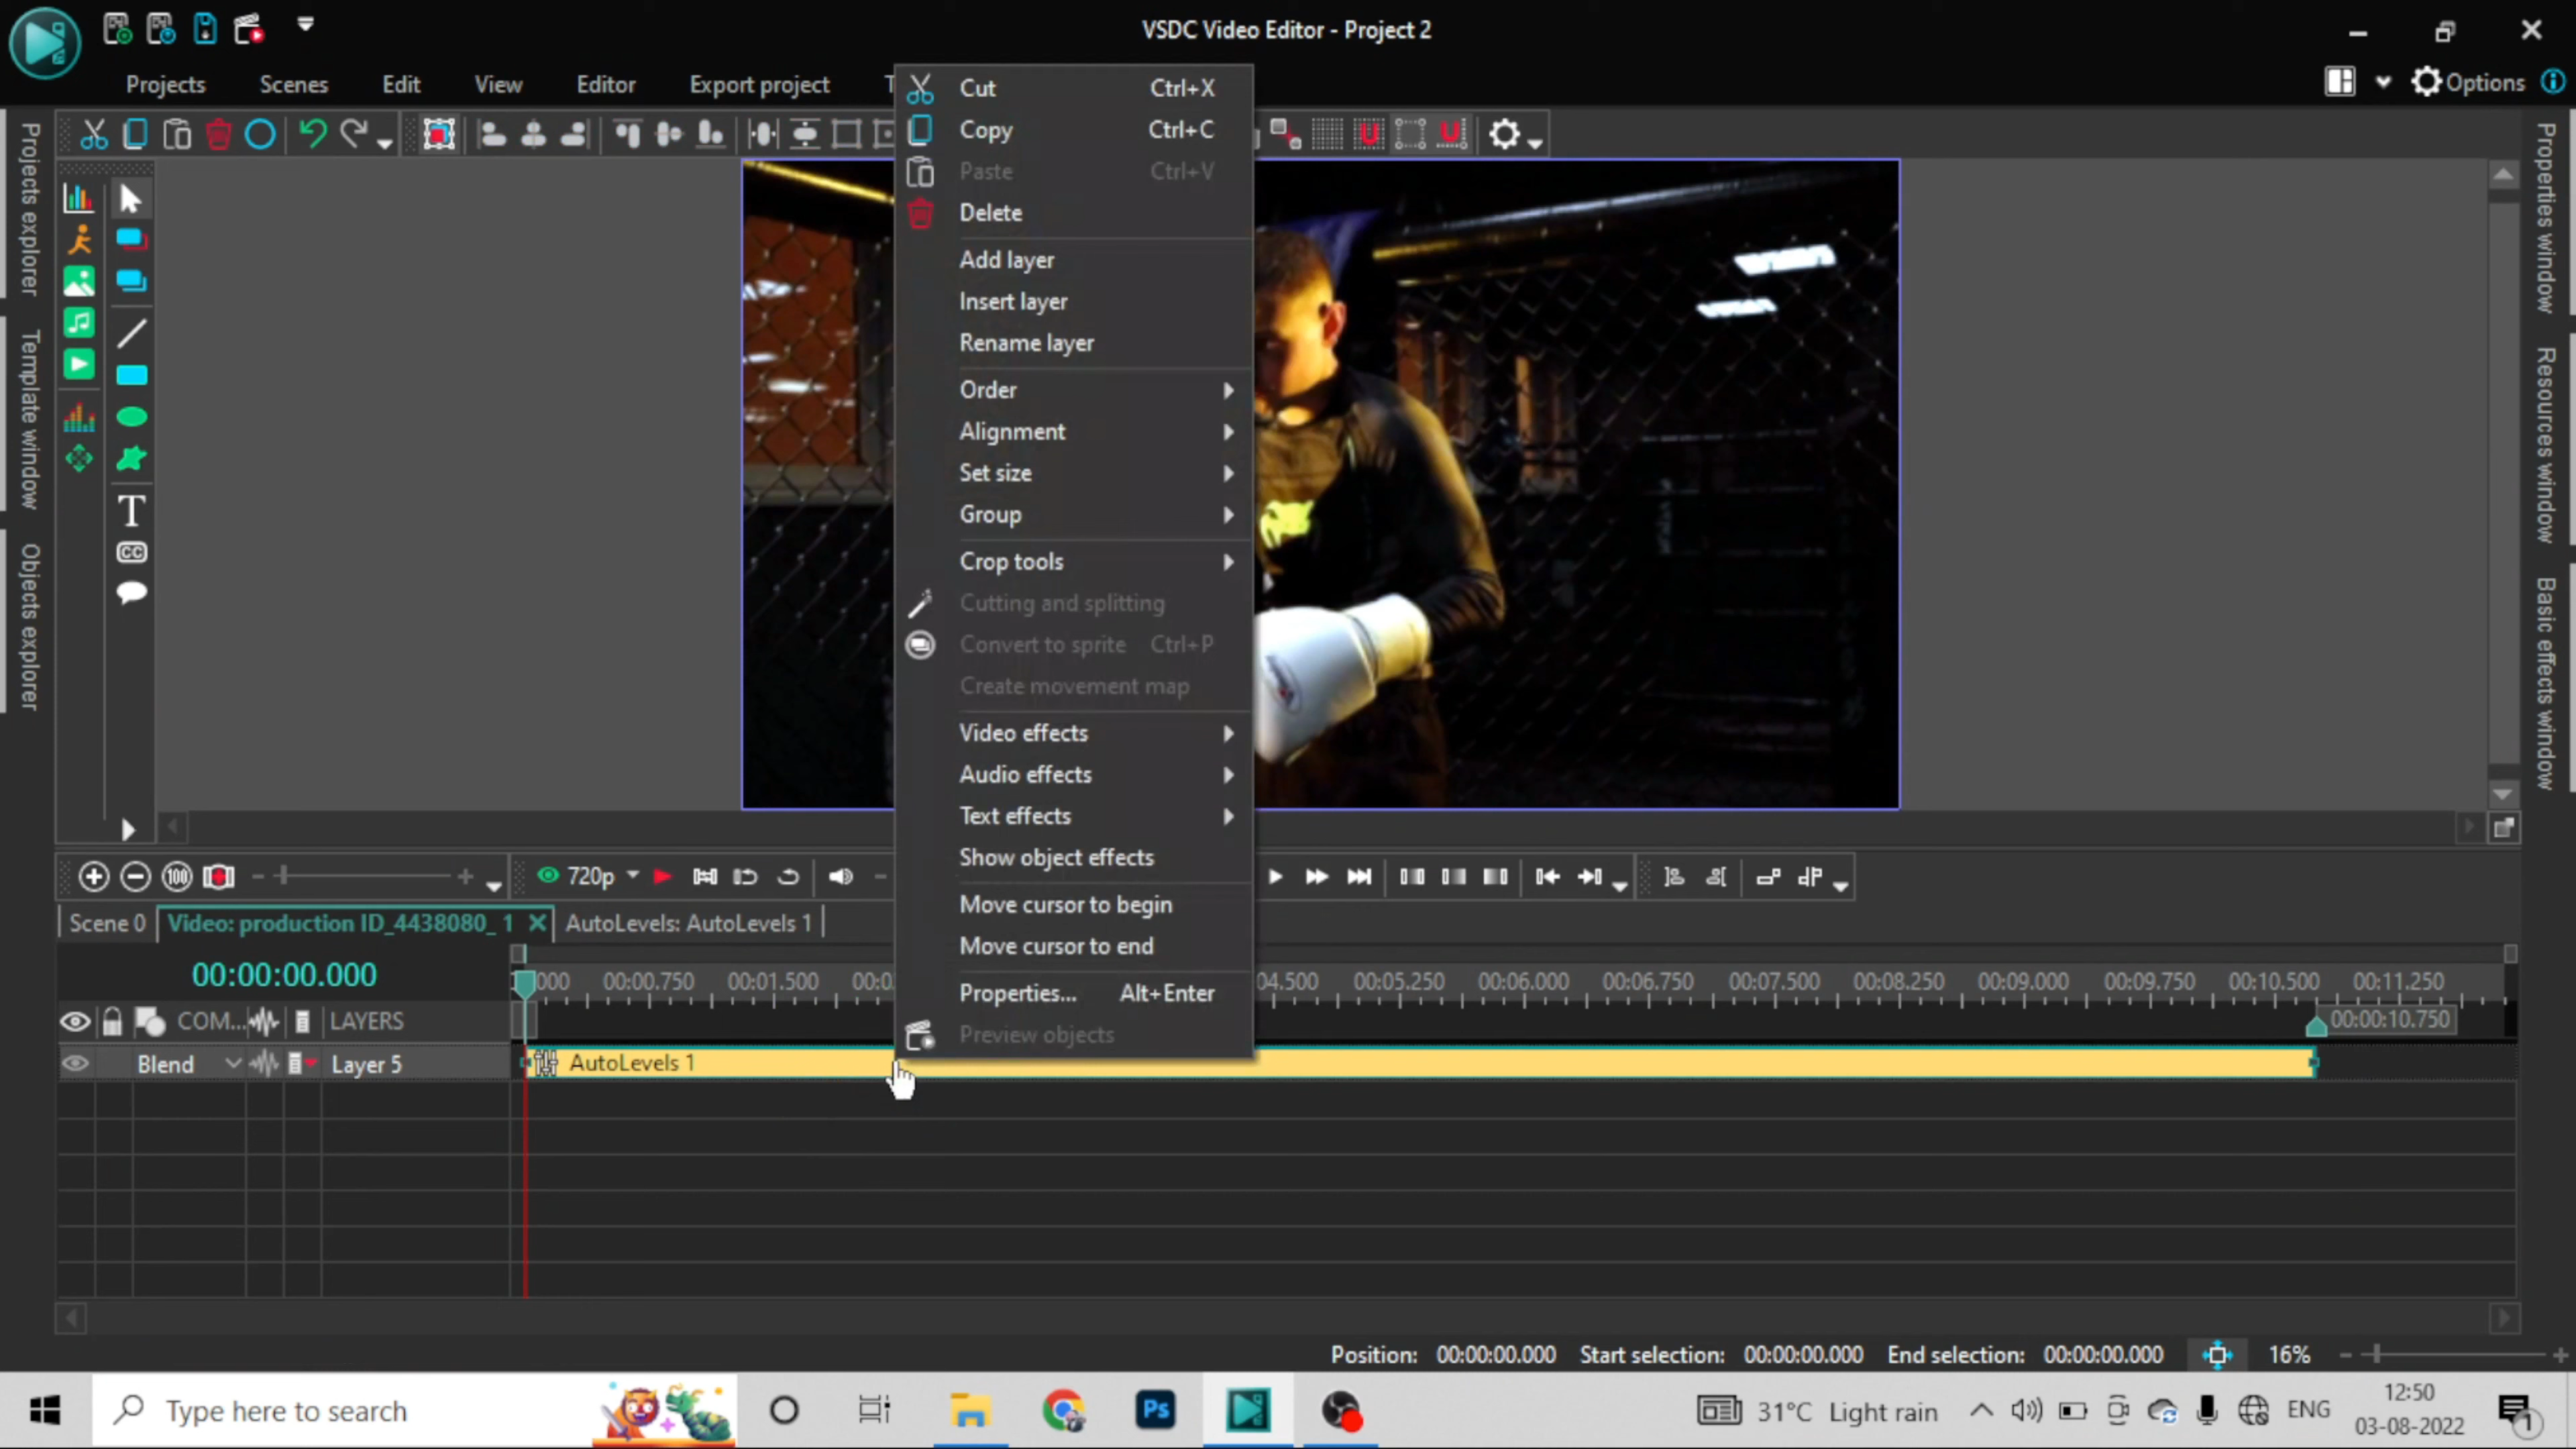 VSDC Video Editor - Project 2
Projects
Scenes
Edit
View
Editor
Export project
T
Options
Projects explorer
Template window
Objects explorer
Properties window
Resources window
Basic effects window
T
CC
Cut Ctrl+X
Copy Ctrl+C
Paste Ctrl+V
Delete
Add layer
Insert layer
Rename layer
Order
Alignment
Set size
Group
Crop tools
Cutting and splitting
Convert to sprite Ctrl+P
Create movement map
Video effects
Audio effects
Text effects
Show object effects
Move cursor to begin
Move cursor to end
Properties... Alt+Enter
Preview objects
100
720p
Scene 0
Video: production ID_4438080_ 1
AutoLevels: AutoLevels 1
00:00:00.000
000 00:00.750 00:01.500 00:0 04.500 00:05.250 00:06.000 00:06.750 00:07.500 00:08.250 00:09.000 00:09.750 00:10.500 00:11.250
COM... LAYERS
00:00:10.750
Blend
Layer 5
AutoLevels 1
Position: 00:00:00.000 Start selection: 00:00:00.000 End selection: 00:00:00.000 16%
Type here to search
Ps
31°C Light rain
ENG
12:50
03-08-2022
1